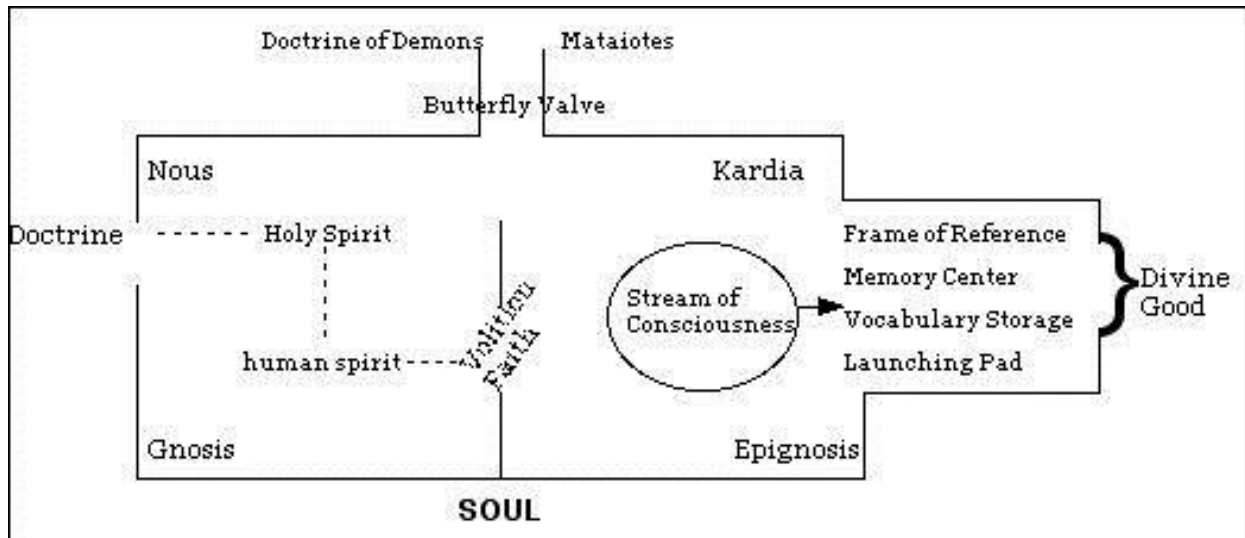 Doctrine of Demons
Mataiotes
Butterfly Valve
Nous
Kardia
Doctrine
Holy Spirit
Frame of Reference
Memory Center
Divine
Good
Stream of
Consciousness
Vocabulary Storage
Volition
Faith
human spirit
Launching Pad
Gnosis
Epignosis
SOUL